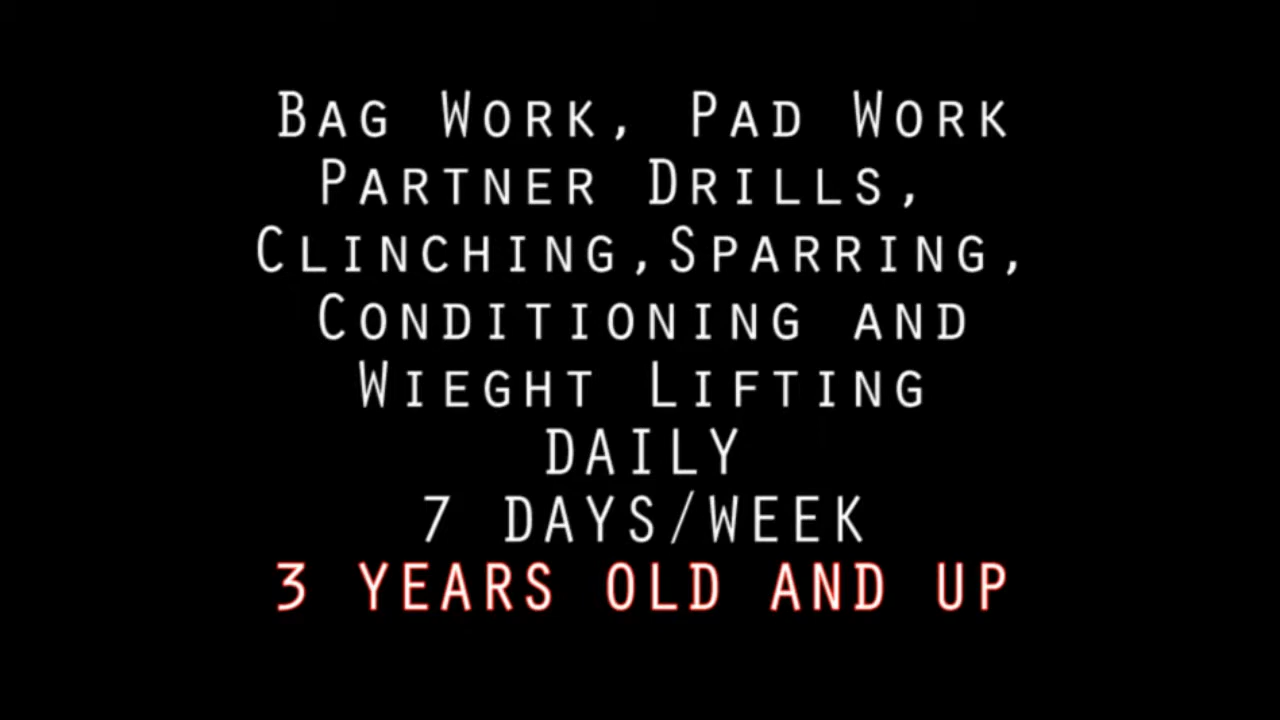 Bag Work, Pad Work
Partner Drills,
Clinching,Sparring,
Conditioning and
Wieght Lifting
DAILY
7 DAYS/WEEK
3 YEARS OLD AND UP